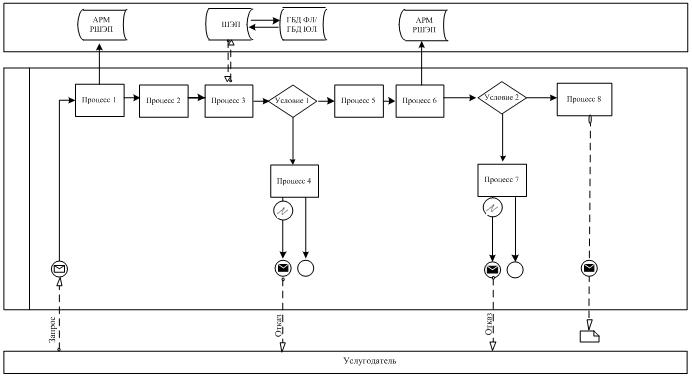 АРМ
РШЭП
ШЭП
ГБД ФЛ/
ГБД ЮЛ
АРМ
РШЭП
Процесс 1
Процесс 2
Процесс 3
Условие 1
Процесс 5
Процесс 6
Условие 2
Процесс 8
Процесс 4
Процесс 7
Запрос
Отказ
Отказ
Услугодатель